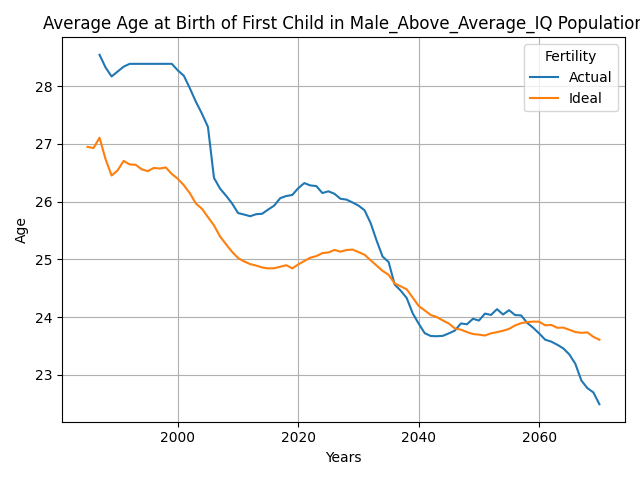 Average Age at Birth of First Child in Male_Above_Average_IQ Population
Fertility
Actual
Ideal
28
27
26
25
24
23
Age
2000
2020
2040
2060
Years